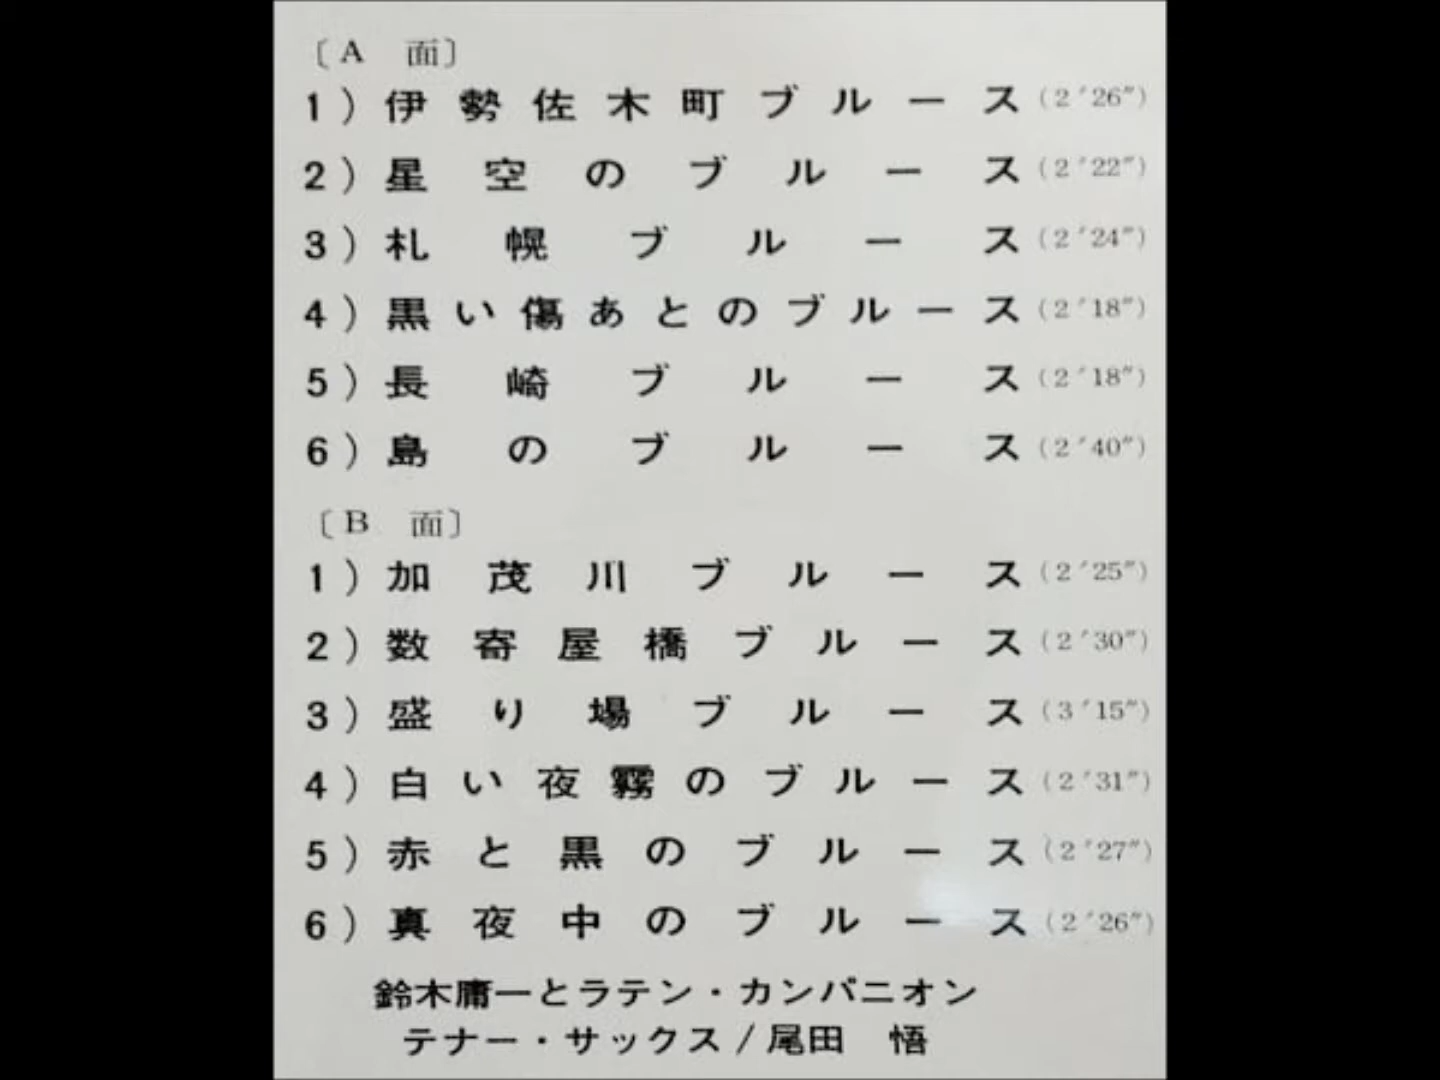 〔A 面〕
1）伊勢佐木町ブルース（2′26″）
2）星空のブルース（2′22″）
3）札幌ブルース（2′24″）
4）黒い傷あとのブルース（2′18″）
5）長崎ブルース（2′18″）
6）島のブルース（2′40″）
〔B 面〕
1）加茂川ブルース（2′25″）
2）数寄屋橋ブルース（2′30″）
3）盛り場ブルース（3′15″）
4）白い夜霧のブルース（2′31″）
5）赤と黒のブルース（2′27″）
6）真夜中のブルース（2′26″）
鈴木庸一とラテン・カンパニオン
テナー・サックス/尾田 悟